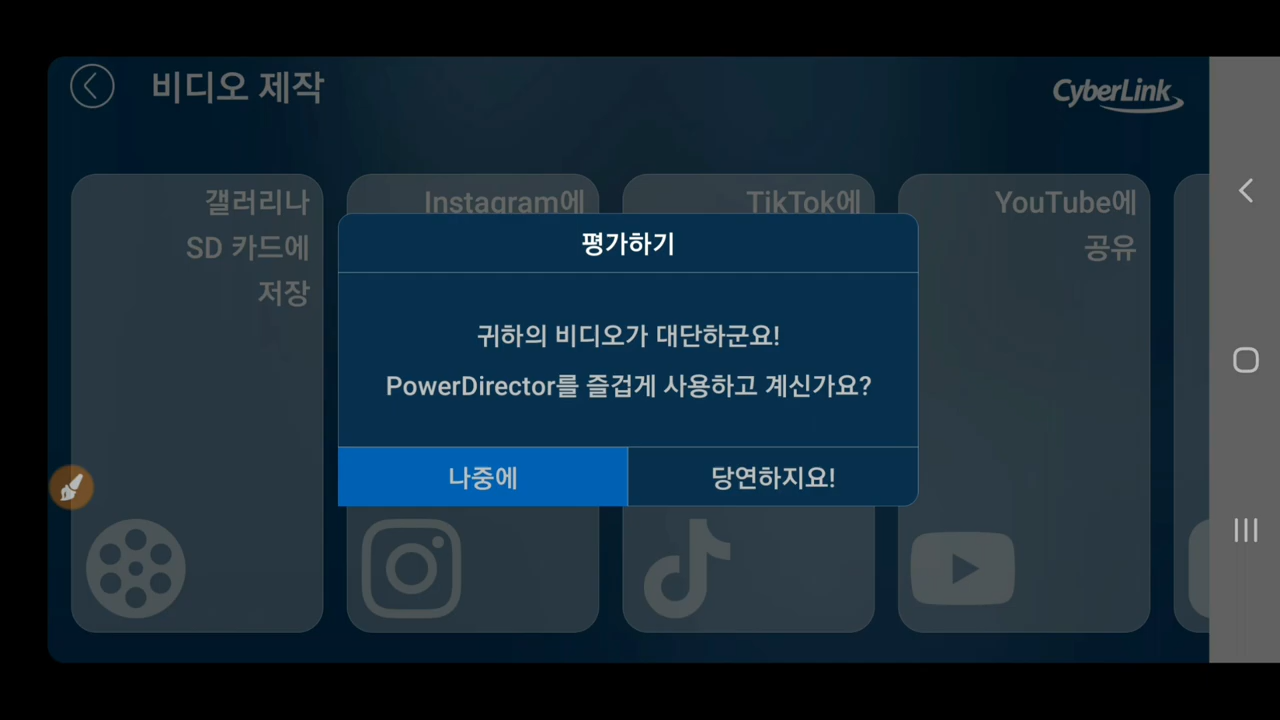 비디오 제작
CyberLink
갤러리나
SD 카드에
저장
Instagram에
TikTok에
YouTube에
공유
평가하기
귀하의 비디오가 대단하군요!
PowerDirector를 즐겁게 사용하고 계신가요?
나중에
당연하지요!